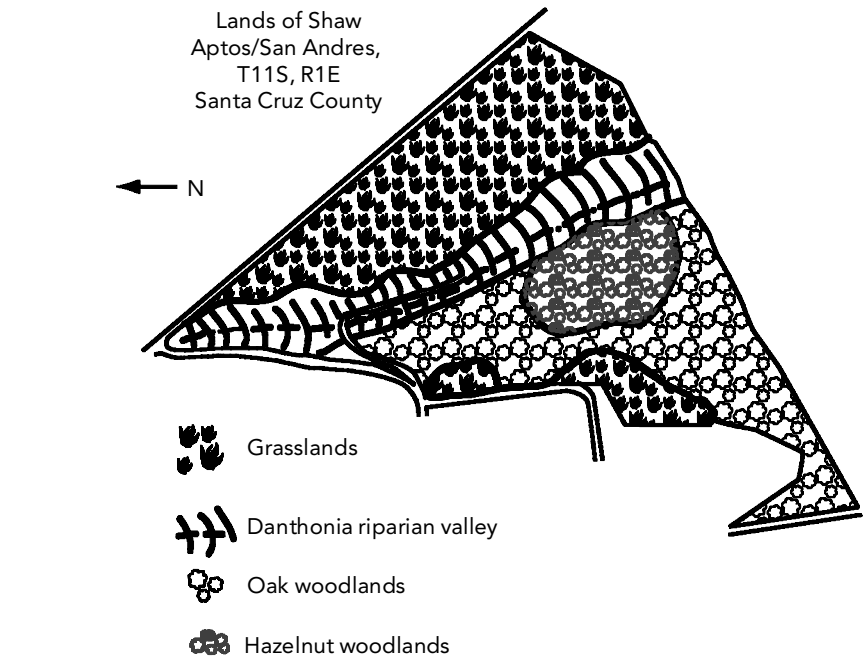 Lands of Shaw
Aptos/San Andres,
T11S, R1E
Santa Cruz County
N
Grasslands
Danthonia riparian valley
Oak woodlands
Hazelnut woodlands